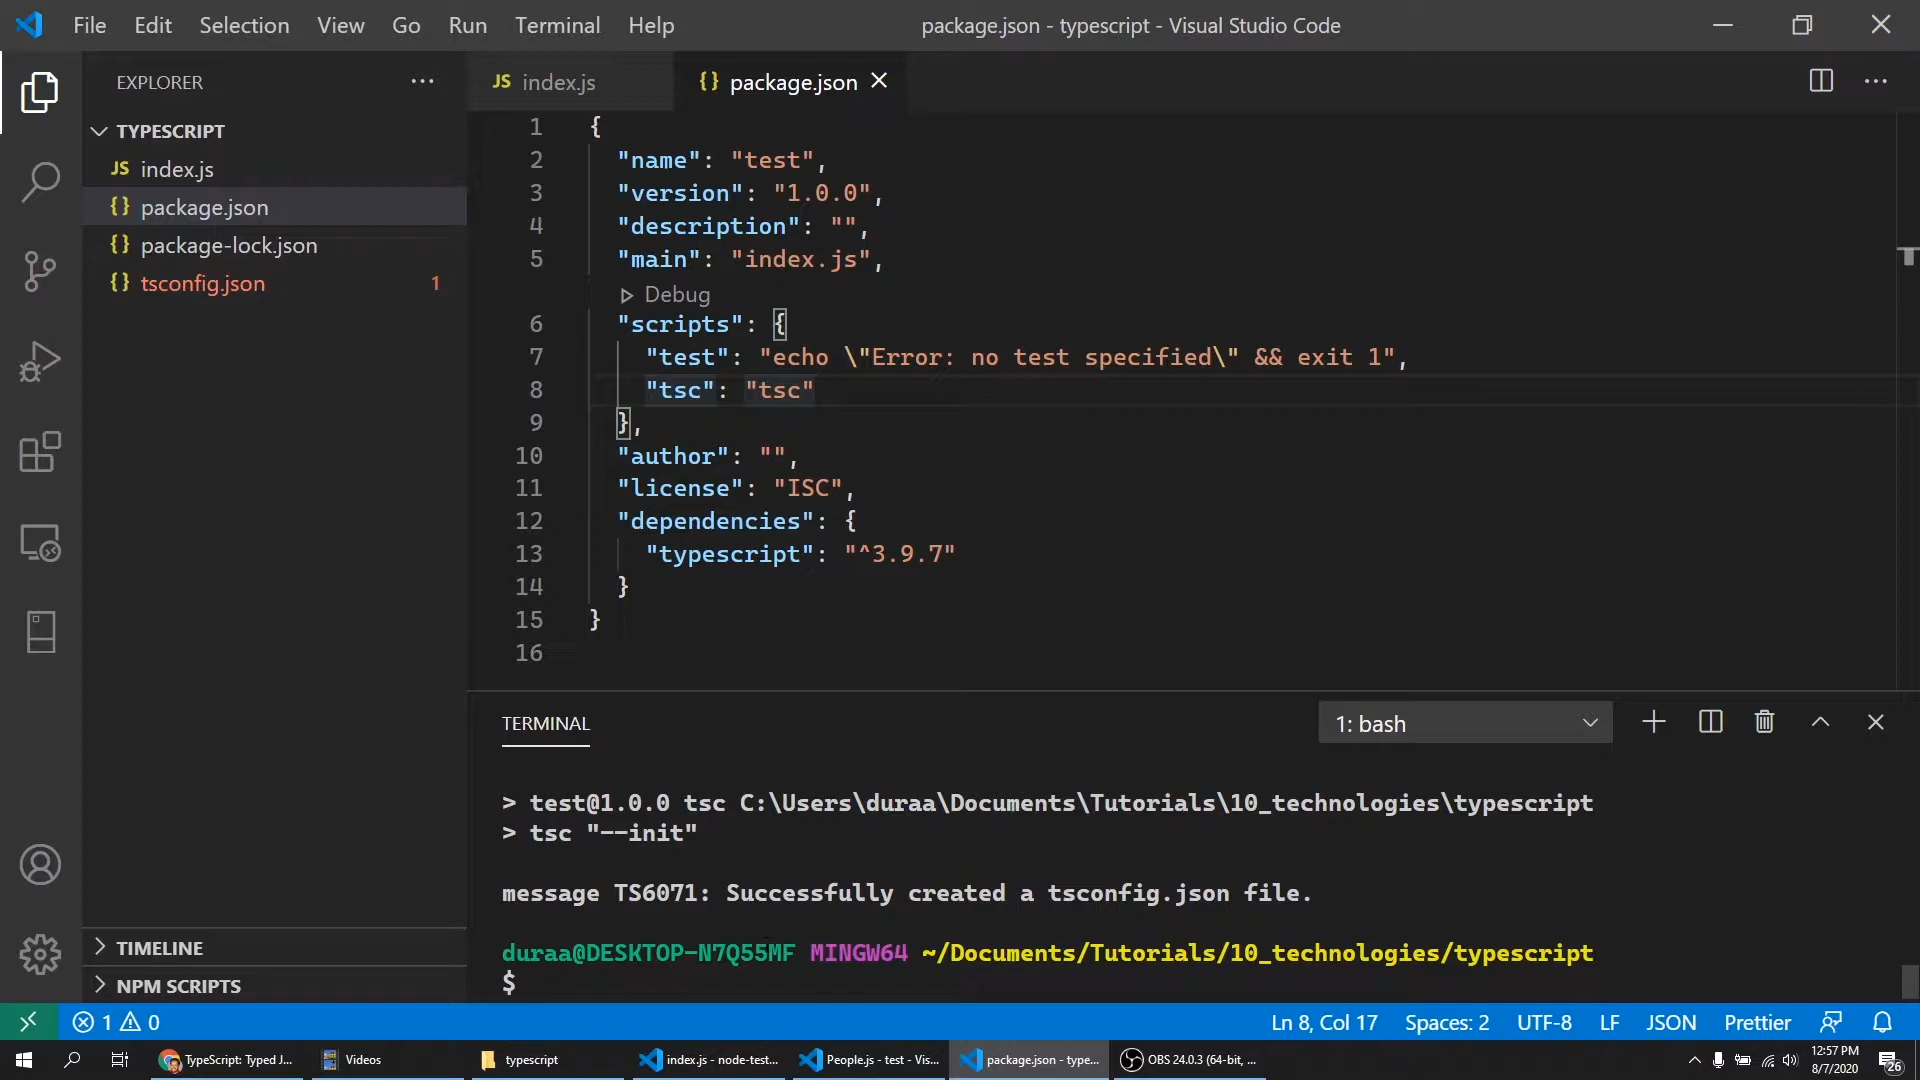 File Edit Selection View Go Run Terminal Help
package.json - typescript - Visual Studio Code
EXPLORER
TYPESCRIPT
JS index.js
{} package.json
{} package-lock.json
{} tsconfig.json 1
TIMELINE
NPM SCRIPTS
JS index.js
{} package.json
1 {
2 "name": "test",
3 "version": "1.0.0",
4 "description": "",
5 "main": "index.js",
Debug
6 "scripts": {
7 "test": "echo \"Error: no test specified\" && exit 1",
8 "tsc": "tsc"
9 },
10 "author": "",
11 "license": "ISC",
12 "dependencies": {
13 "typescript": "^3.9.7"
14 }
15 }
16
TERMINAL
1: bash
> test@1.0.0 tsc C:\Users\duraa\Documents\Tutorials\10_technologies\typescript
> tsc "--init"
message TS6071: Successfully created a tsconfig.json file.
duraa@DESKTOP-N7Q55MF MINGW64 ~/Documents/Tutorials/10_technologies/typescript
$
1 0
Ln 8, Col 17 Spaces: 2 UTF-8 LF JSON Prettier
TypeScript: Typed J...
Videos
typescript
index.js - node-test...
People.js - test - Vis...
package.json - type...
OBS 24.0.3 (64-bit, ...
12:57 PM
8/7/2020
26